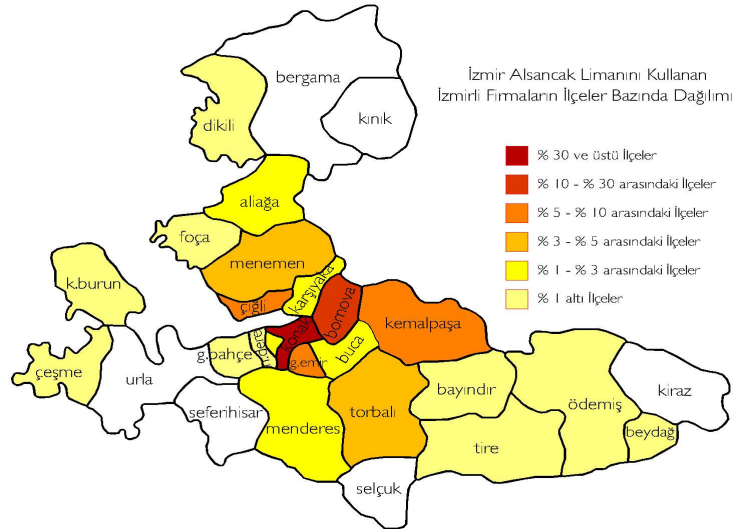 İzmir Alsancak Limanını Kullanan
İzmirli Firmaların İlçeler Bazında Dağılımı
% 30 ve üstü İlçeler
% 10 - % 30 arasındaki İlçeler
% 5 - % 10 arasındaki İlçeler
% 3 - % 5 arasındaki İlçeler
% 1 - % 3 arasındaki İlçeler
% 1 altı İlçeler
bergama
kınık
dikili
aliağa
foça
menemen
k.burun
çiğli
karşıyaka
bornova
konak
kemalpaşa
g.bahçe
g.emir
buca
çeşme
urla
seferihisar
menderes
torbalı
bayındır
ödemiş
kiraz
beydağ
tire
selçuk